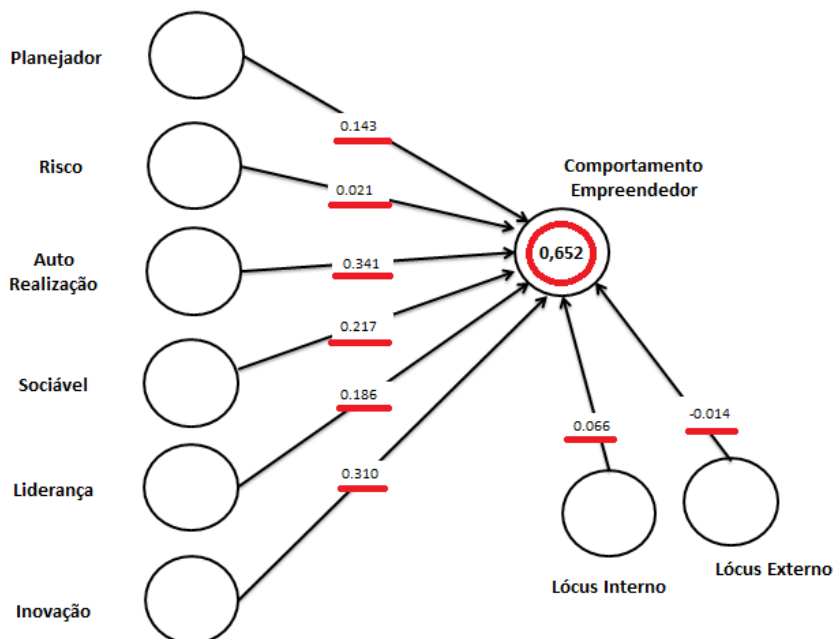 Planejador
0.143
Risco
0.021
Comportamento
Empreendedor
Auto
Realização
0.341
0,652
Sociável
0.217
Liderança
0.186
Inovação
0.310
0.066
-0.014
Lócus Interno
Lócus Externo